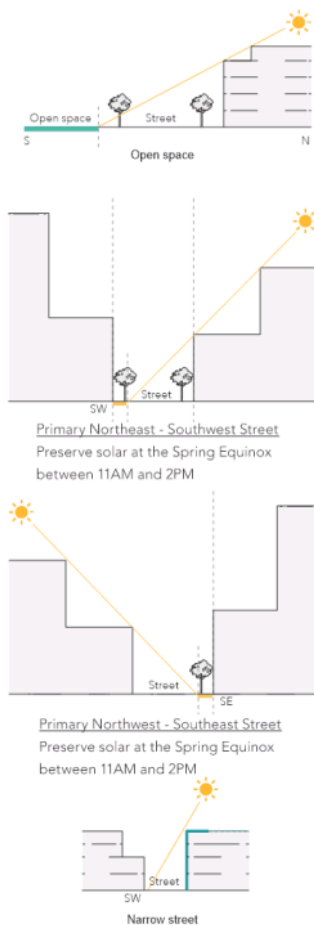 Open space
Street
S
N
Open space
Street
SW
Primary Northeast - Southwest Street
Preserve solar at the Spring Equinox
between 11AM and 2PM
Street
SE
Primary Northwest - Southeast Street
Preserve solar at the Spring Equinox
between 11AM and 2PM
Street
SW
Narrow street